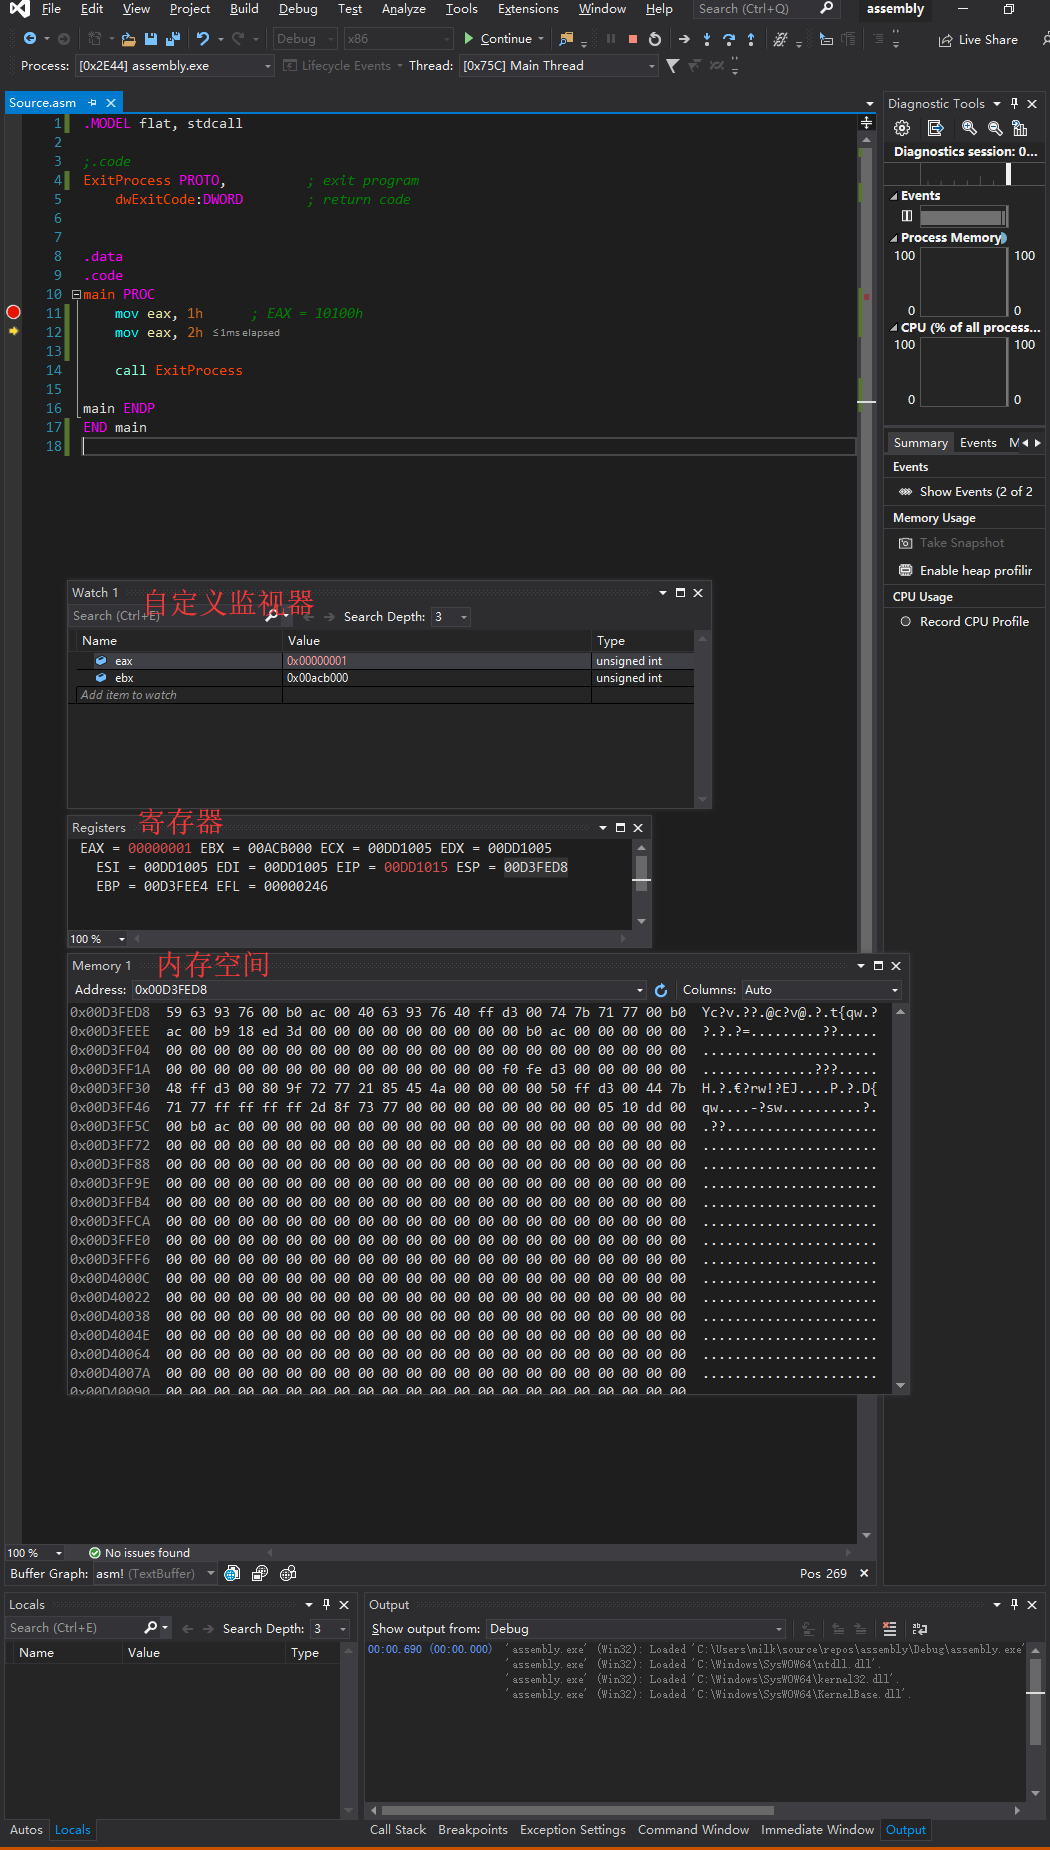 File Edit View Project Build Debug Test Analyze Tools Extensions Window Help Search (Ctrl+Q) assembly
Debug x86 Continue Live Share
Process: [0x2E44] assembly.exe Lifecycle Events Thread: [0x75C] Main Thread
Source.asm
1 .MODEL flat, stdcall
2
3 ;.code
4 ExitProcess PROTO, ; exit program
5 dwExitCode:DWORD ; return code
6
7
8 .data
9 .code
10 main PROC
11 mov eax, 1h ; EAX = 10100h
12 mov eax, 2h ≤1ms elapsed
13
14 call ExitProcess
15
16 main ENDP
17 END main
18
Diagnostic Tools
Diagnostics session: 0...
Events
Process Memory
100 100
0 0
CPU (% of all process...
100 100
0 0
Summary Events M
Events
Show Events (2 of 2
Memory Usage
Take Snapshot
Enable heap profilir
CPU Usage
Record CPU Profile
Watch 1
自定义监视器
Search (Ctrl+E) Search Depth: 3
Name Value Type
eax 0x00000001 unsigned int
ebx 0x00acb000 unsigned int
Add item to watch
Registers 寄存器
EAX = 00000001 EBX = 00ACB000 ECX = 00DD1005 EDX = 00DD1005
ESI = 00DD1005 EDI = 00DD1005 EIP = 00DD1015 ESP = 00D3FED8
EBP = 00D3FEE4 EFL = 00000246
100 %
Memory 1 内存空间
Address: 0x00D3FED8 Columns: Auto
0x00D3FED8 59 63 93 76 00 b0 ac 00 40 63 93 76 40 ff d3 00 74 7b 71 77 00 b0 Yc?v.??.@c?v@.?.t{qw.?
0x00D3FEEE ac 00 b9 18 ed 3d 00 00 00 00 00 00 00 b0 ac 00 00 00 00 00 00 00 ?.?.?=.........??.....
0x00D3FF04 00 00 00 00 00 00 00 00 00 00 00 00 00 00 00 00 00 00 00 00 00 00 ......................
0x00D3FF1A 00 00 00 00 00 00 00 00 00 00 00 00 00 00 f0 fe d3 00 00 00 00 00 ..............???.....
0x00D3FF30 48 ff d3 00 80 9f 72 77 21 85 45 4a 00 00 00 00 50 ff d3 00 44 7b H.?.€?rw!?EJ....P.?.D{
0x00D3FF46 71 77 ff ff ff ff 2d 8f 73 77 00 00 00 00 00 00 00 00 05 10 dd 00 qw....-?sw..........?.
0x00D3FF5C 00 b0 ac 00 00 00 00 00 00 00 00 00 00 00 00 00 00 00 00 00 00 00 .??...................
0x00D3FF72 00 00 00 00 00 00 00 00 00 00 00 00 00 00 00 00 00 00 00 00 00 00 ......................
0x00D3FF88 00 00 00 00 00 00 00 00 00 00 00 00 00 00 00 00 00 00 00 00 00 00 ......................
0x00D3FF9E 00 00 00 00 00 00 00 00 00 00 00 00 00 00 00 00 00 00 00 00 00 00 ......................
0x00D3FFB4 00 00 00 00 00 00 00 00 00 00 00 00 00 00 00 00 00 00 00 00 00 00 ......................
0x00D3FFCA 00 00 00 00 00 00 00 00 00 00 00 00 00 00 00 00 00 00 00 00 00 00 ......................
0x00D3FFE0 00 00 00 00 00 00 00 00 00 00 00 00 00 00 00 00 00 00 00 00 00 00 ......................
0x00D3FFF6 00 00 00 00 00 00 00 00 00 00 00 00 00 00 00 00 00 00 00 00 00 00 ......................
0x00D4000C 00 00 00 00 00 00 00 00 00 00 00 00 00 00 00 00 00 00 00 00 00 00 ......................
0x00D40022 00 00 00 00 00 00 00 00 00 00 00 00 00 00 00 00 00 00 00 00 00 00 ......................
0x00D40038 00 00 00 00 00 00 00 00 00 00 00 00 00 00 00 00 00 00 00 00 00 00 ......................
0x00D4004E 00 00 00 00 00 00 00 00 00 00 00 00 00 00 00 00 00 00 00 00 00 00 ......................
0x00D40064 00 00 00 00 00 00 00 00 00 00 00 00 00 00 00 00 00 00 00 00 00 00 ......................
0x00D4007A 00 00 00 00 00 00 00 00 00 00 00 00 00 00 00 00 00 00 00 00 00 00 ......................
0x00D40090 00 00 00 00 00 00 00 00 00 00 00 00 00 00 00 00 00 00 00 00 00 00
100 % No issues found
Buffer Graph: asm! (TextBuffer) Pos 269
Locals
Search (Ctrl+E) Search Depth: 3
Name Value Type
Autos Locals
Output
Show output from: Debug
00:00.690 (00:00.000) 'assembly.exe' (Win32): Loaded 'C:\Users\milk\source\repos\assembly\Debug\assembly.exe'
'assembly.exe' (Win32): Loaded 'C:\Windows\SysWOW64\ntdll.dll'.
'assembly.exe' (Win32): Loaded 'C:\Windows\SysWOW64\kernel32.dll'.
'assembly.exe' (Win32): Loaded 'C:\Windows\SysWOW64\KernelBase.dll'.
Call Stack Breakpoints Exception Settings Command Window Immediate Window Output